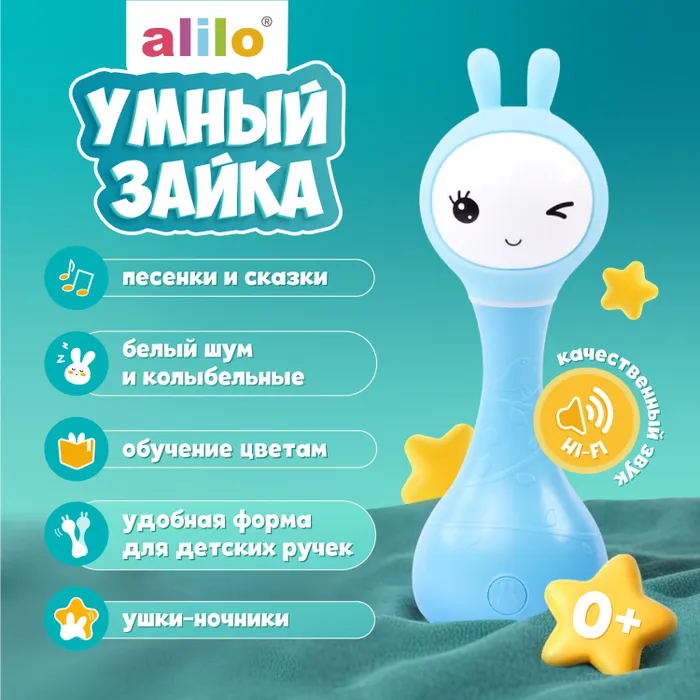 alilo®
УМНЫЙ
ЗАЙКА
песенки и сказки
белый шум
и колыбельные
обучение цветам
удобная форма
для детских ручек
ушки-ночники
качественный звук
HI-FI
0+